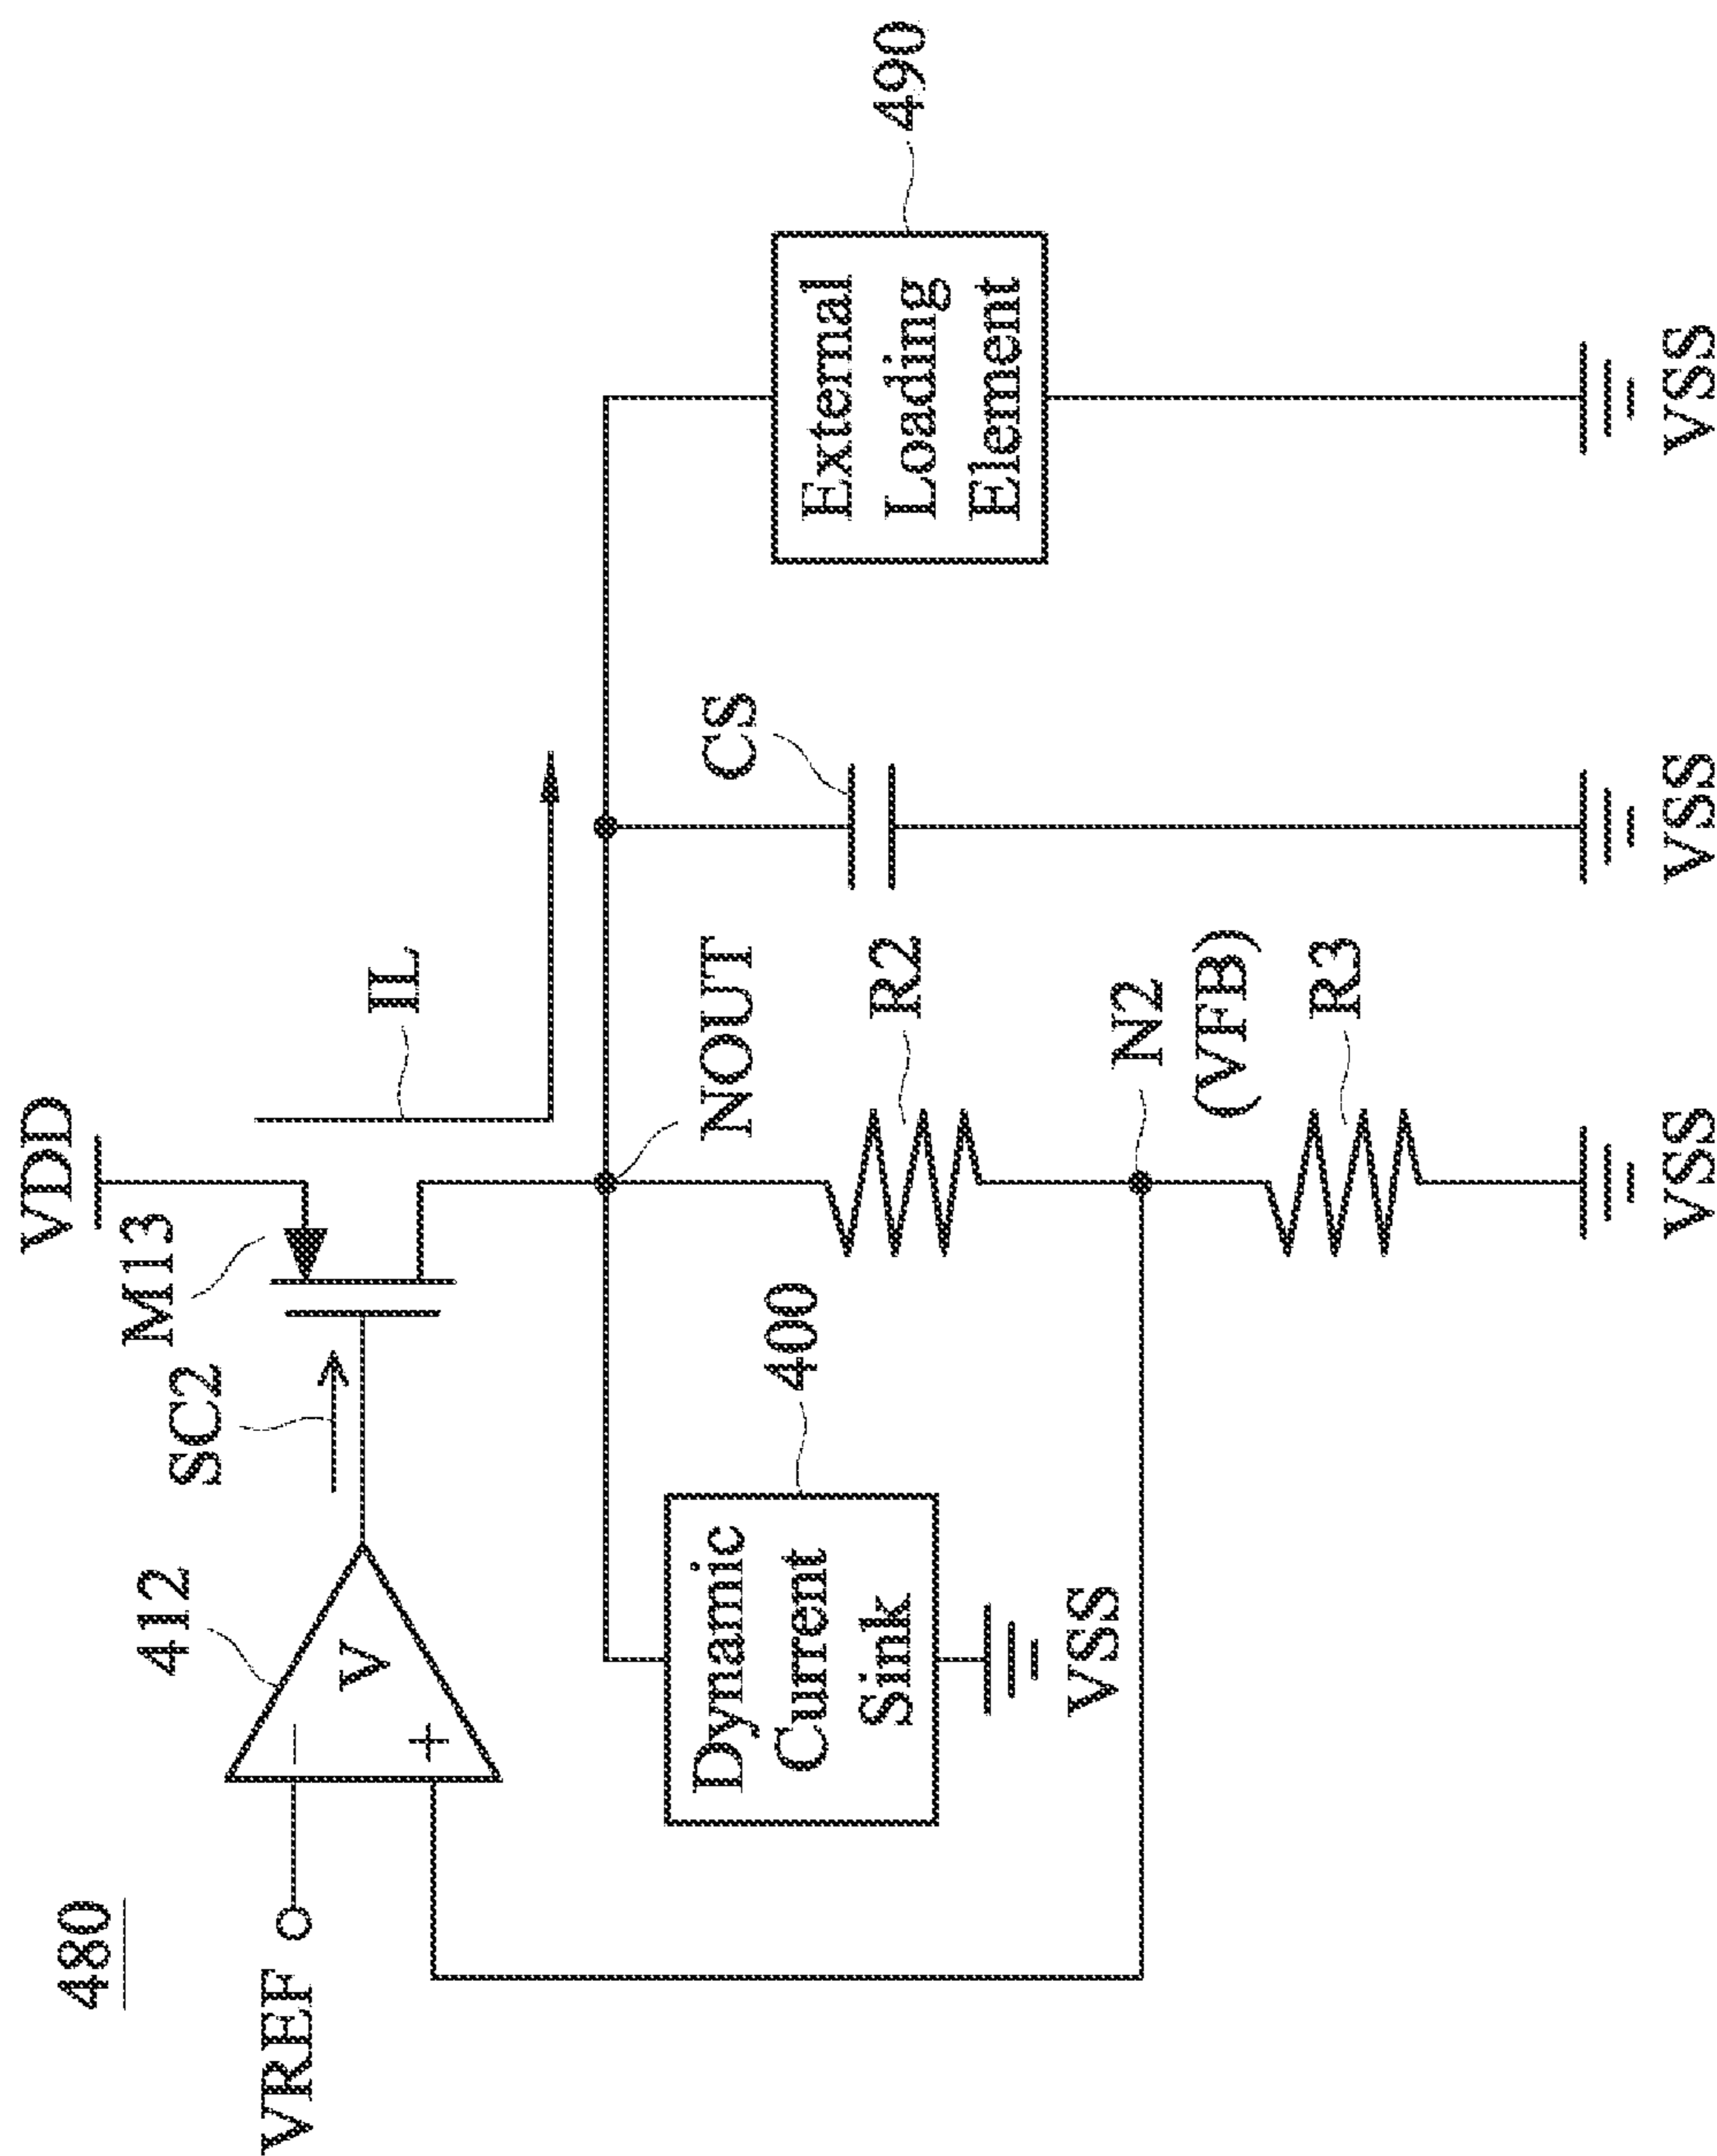 480
VDD
VREF
−
+
V
412
SC2
M13
IL
NOUT
Dynamic
Current
Sink
400
VSS
R2
N2
(VFB)
R3
VSS
CS
VSS
External
Loading
Element
490
VSS